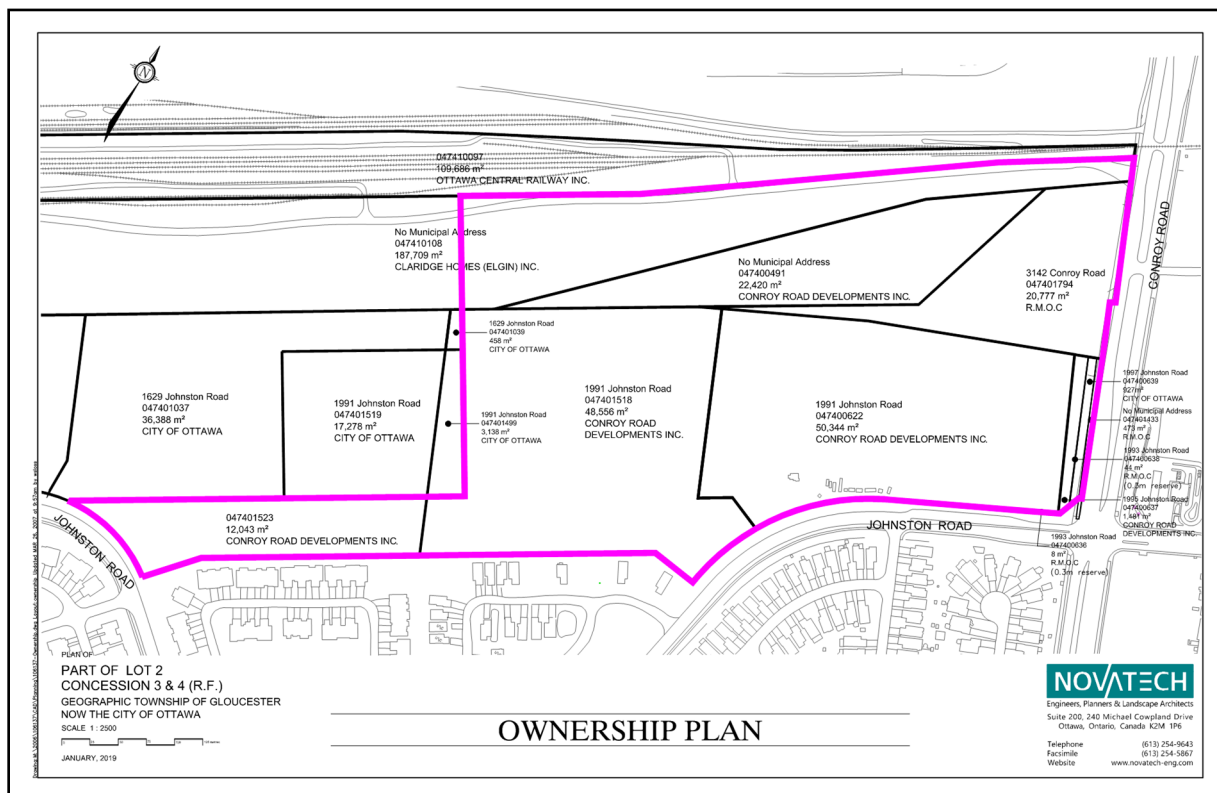 N
047410097
109,686 m²
OTTAWA CENTRAL RAILWAY INC.
No Municipal Address
047410108
187,709 m²
CLARIDGE HOMES (ELGIN) INC.
No Municipal Address
047400491
22,420 m²
CONROY ROAD DEVELOPMENTS INC.
3142 Conroy Road
047401794
20,777 m²
R.M.O.C
CONROY ROAD
1629 Johnston Road
047401039
458 m²
CITY OF OTTAWA
1629 Johnston Road
047401037
36,388 m²
CITY OF OTTAWA
1991 Johnston Road
047401519
17,278 m²
CITY OF OTTAWA
1991 Johnston Road
047401499
3,138 m²
CITY OF OTTAWA
1991 Johnston Road
047401518
48,556 m²
CONROY ROAD
DEVELOPMENTS INC.
1991 Johnston Road
047400622
50,344 m²
CONROY ROAD DEVELOPMENTS INC.
1997 Johnston Road
047400639
927m²
CITY OF OTTAWA
No Municipal Address
047401433
473 m²
R.M.O.C
1993 Johnston Road
047400638
44 m²
R.M.O.C
(0.3m reserve)
1995 Johnston Road
047400637
1,481 m²
CONROY ROAD
DEVELOPMENTS INC.
1993 Johnston Road
047400636
8 m²
R.M.O.C
(0.3m reserve)
047401523
12,043 m²
CONROY ROAD DEVELOPMENTS INC.
JOHNSTON ROAD
JOHNSTON ROAD
PLAN OF
PART OF LOT 2
CONCESSION 3 & 4 (R.F.)
GEOGRAPHIC TOWNSHIP OF GLOUCESTER
NOW THE CITY OF OTTAWA
SCALE 1 : 2500
JANUARY, 2019
OWNERSHIP PLAN
NOVATECH
Engineers, Planners & Landscape Architects
Suite 200, 240 Michael Cowpland Drive
Ottawa, Ontario, Canada K2M 1P6
Telephone (613) 254-9643
Facsimile (613) 254-5867
Website www.novatech-eng.com